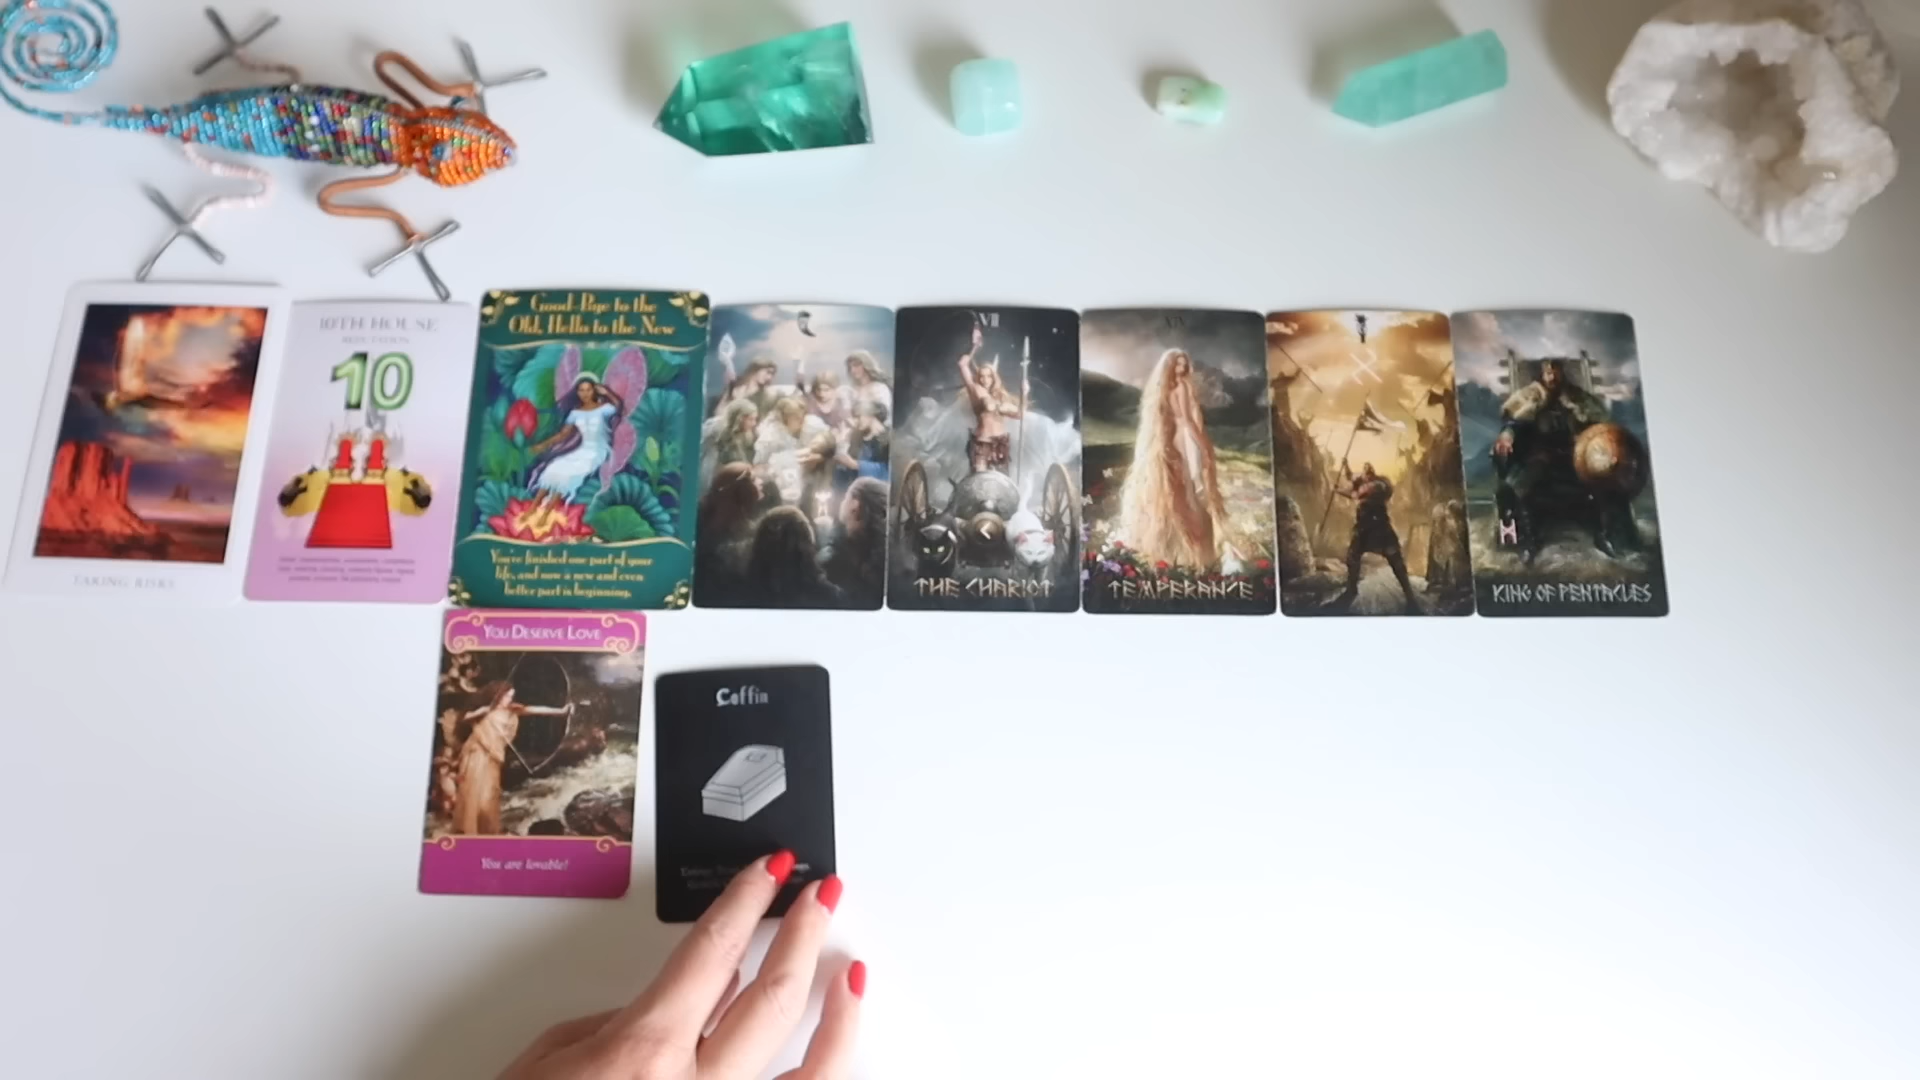 TAKING RISKS
10TH HOUSE
REPUTATION
10
Good-Bye to the
Old, Hello to the New
You've finished one part of your
life, and now a new and even
better part is beginning.
VII
THE CHARIOT
XIV
TEMPERANCE
KING OF PENTACLES
You Deserve Love
You are lovable!
Coffin